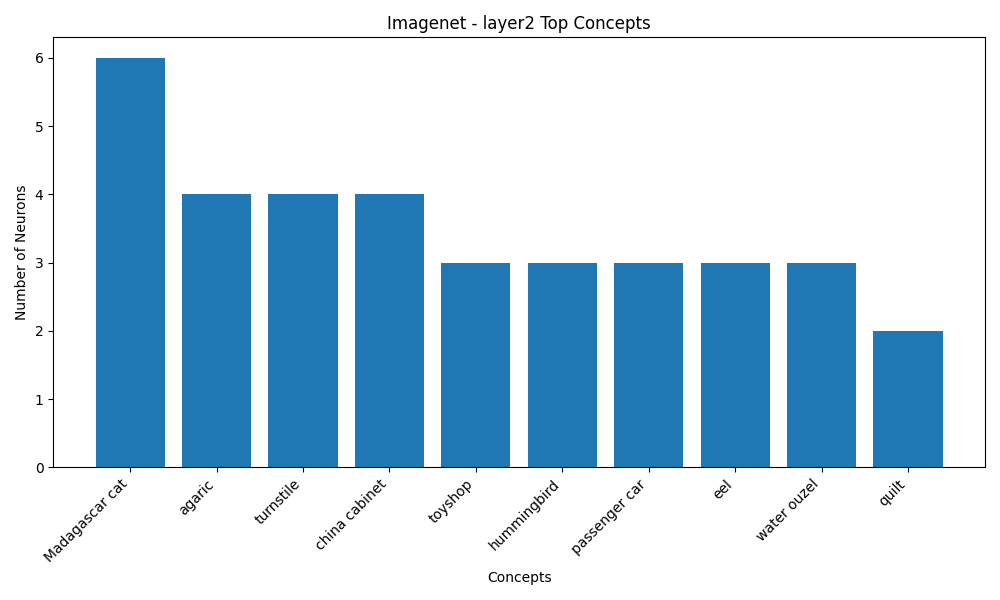 Imagenet - layer2 Top Concepts
Number of Neurons
6
5
4
3
2
1
0
Madagascar cat
agaric
turnstile
china cabinet
toyshop
hummingbird
passenger car
eel
water ouzel
quilt
Concepts